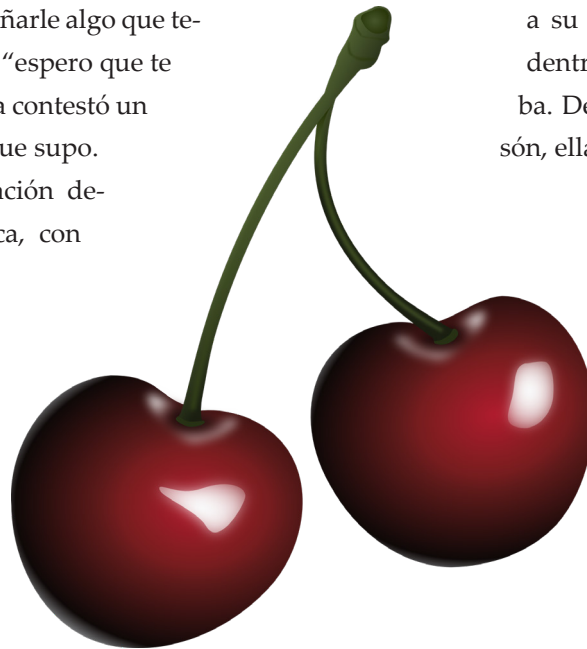 ñarle algo que te-
“espero que te
a contestó un
ue supo.
ación de-
ca, con
a su
dentr
ba. De
són, ella